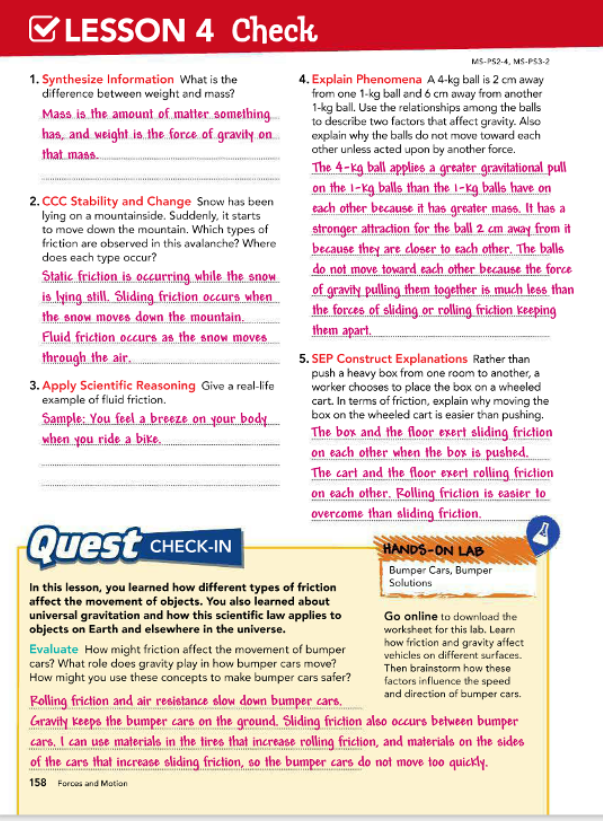 LESSON 4 Check
MS-PS2-4, MS-PS3-2
1. Synthesize Information What is the
difference between weight and mass?
Mass is the amount of matter something
has, and weight is the force of gravity on
that mass.
2. CCC Stability and Change Snow has been
lying on a mountainside. Suddenly, it starts
to move down the mountain. Which types of
friction are observed in this avalanche? Where
does each type occur?
Static friction is occurring while the snow
is lying still. Sliding friction occurs when
the snow moves down the mountain.
Fluid friction occurs as the snow moves
through the air.
3. Apply Scientific Reasoning Give a real-life
example of fluid friction.
Sample: You feel a breeze on your body
when you ride a bike.
4. Explain Phenomena A 4-kg ball is 2 cm away
from one 1-kg ball and 6 cm away from another
1-kg ball. Use the relationships among the balls
to describe two factors that affect gravity. Also
explain why the balls do not move toward each
other unless acted upon by another force.
The 4-kg ball applies a greater gravitational pull
on the 1-kg balls than the 1-kg balls have on
each other because it has greater mass. It has a
stronger attraction for the ball 2 cm away from it
because they are closer to each other. The balls
do not move toward each other because the force
of gravity pulling them together is much less than
the forces of sliding or rolling friction keeping
them apart.
5. SEP Construct Explanations Rather than
push a heavy box from one room to another, a
worker chooses to place the box on a wheeled
cart. In terms of friction, explain why moving the
box on the wheeled cart is easier than pushing.
The box and the floor exert sliding friction
on each other when the box is pushed.
The cart and the floor exert rolling friction
on each other. Rolling friction is easier to
overcome than sliding friction.
Quest CHECK-IN
In this lesson, you learned how different types of friction
affect the movement of objects. You also learned about
universal gravitation and how this scientific law applies to
objects on Earth and elsewhere in the universe.
Evaluate How might friction affect the movement of bumper
cars? What role does gravity play in how bumper cars move?
How might you use these concepts to make bumper cars safer?
HANDS-ON LAB
Bumper Cars, Bumper
Solutions
Go online to download the
worksheet for this lab. Learn
how friction and gravity affect
vehicles on different surfaces.
Then brainstorm how these
factors influence the speed
and direction of bumper cars.
Rolling friction and air resistance slow down bumper cars.
Gravity keeps the bumper cars on the ground. Sliding friction also occurs between bumper
cars. I can use materials in the tires that increase rolling friction, and materials on the sides
of the cars that increase sliding friction, so the bumper cars do not move too quickly.
158 Forces and Motion